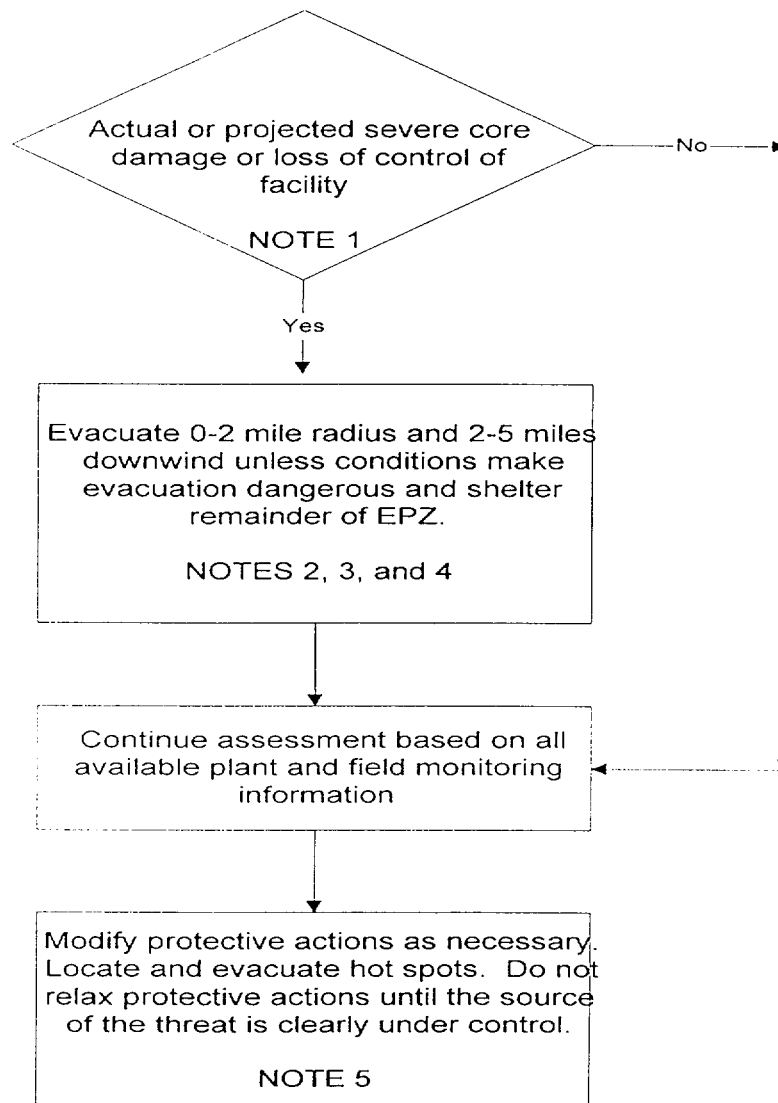 Actual or projected severe core
damage or loss of control of
facility
NOTE 1
No
Yes
Evacuate 0-2 mile radius and 2-5 miles
downwind unless conditions make
evacuation dangerous and shelter
remainder of EPZ.
NOTES 2, 3, and 4
Continue assessment based on all
available plant and field monitoring
information
Modify protective actions as necessary.
Locate and evacuate hot spots. Do not
relax protective actions until the source
of the threat is clearly under control.
NOTE 5